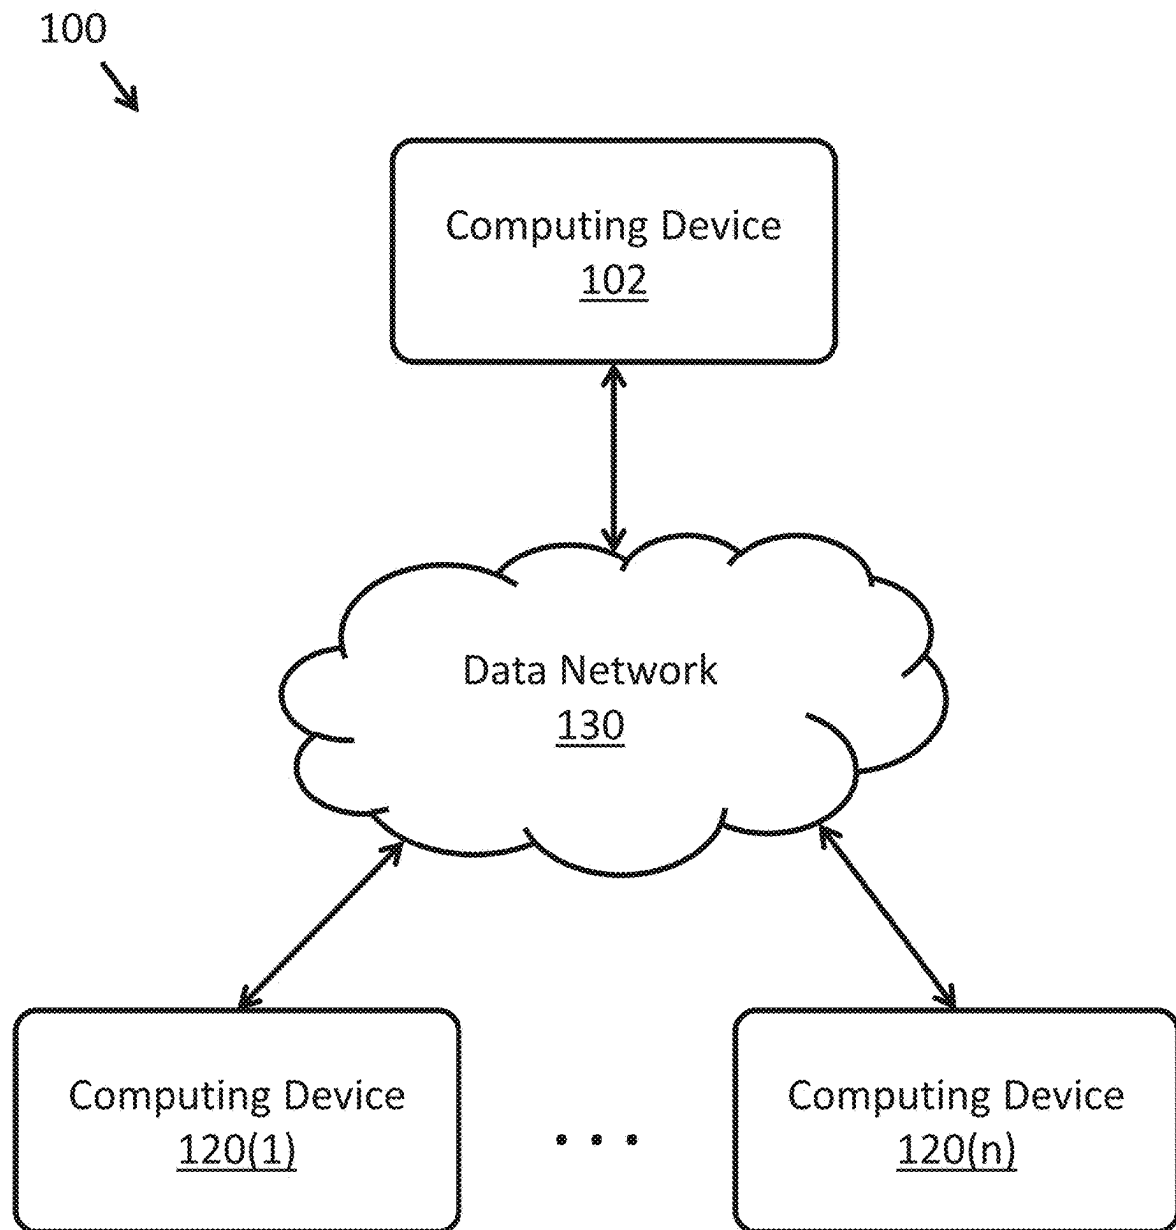 100
Computing Device
102
Data Network
130
Computing Device
120(1)
. . .
Computing Device
120(n)